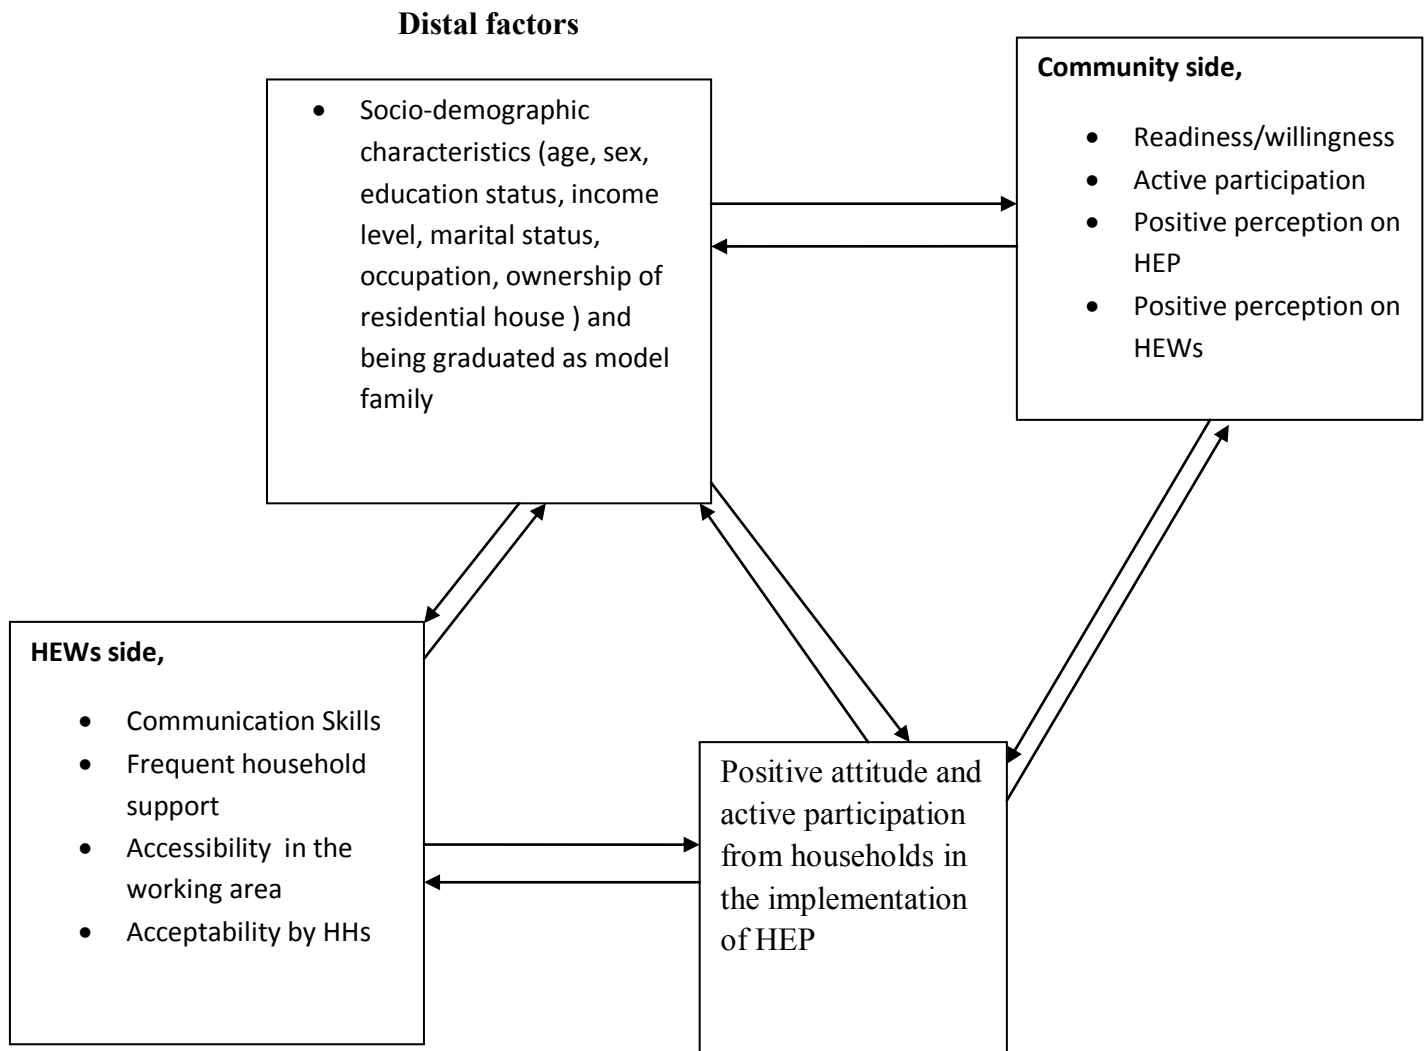 Distal factors
• Socio-demographic
characteristics (age, sex,
education status, income
level, marital status,
occupation, ownership of
residential house ) and
being graduated as model
family
Community side,
• Readiness/willingness
• Active participation
• Positive perception on
HEP
• Positive perception on
HEWs
HEWs side,
• Communication Skills
• Frequent household
support
• Accessibility in the
working area
• Acceptability by HHs
Positive attitude and
active participation
from households in
the implementation
of HEP